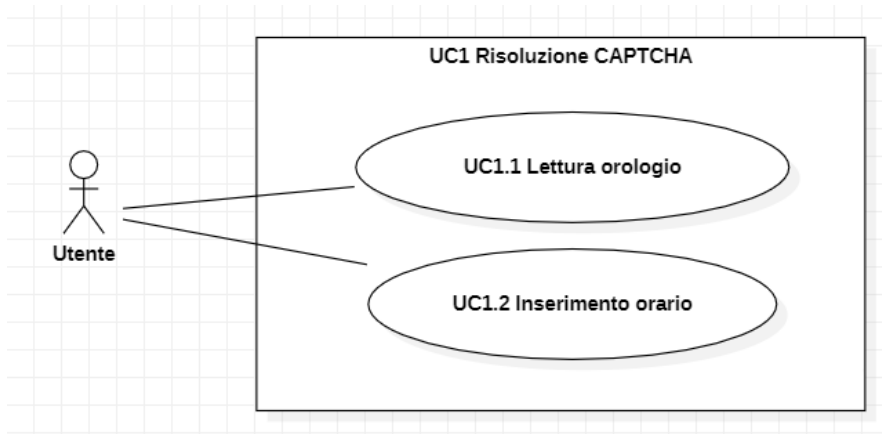 UC1 Risoluzione CAPTCHA
UC1.1 Lettura orologio
Utente
UC1.2 Inserimento orario